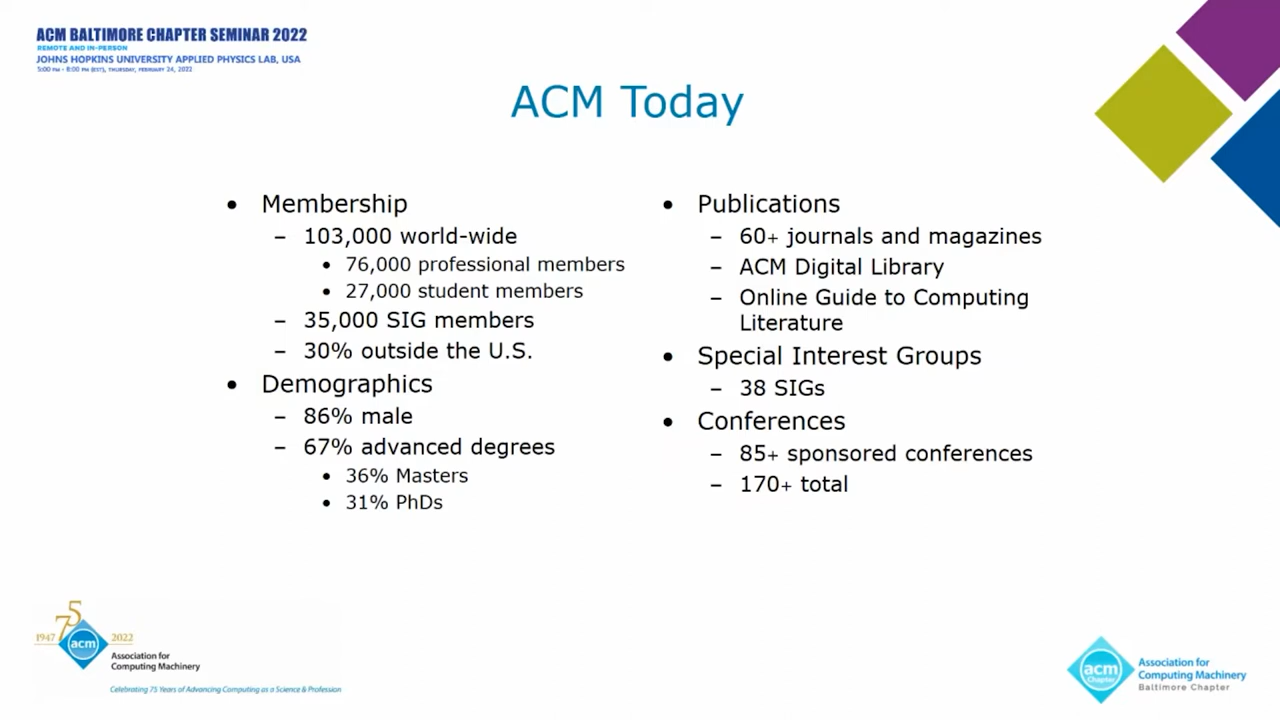 ACM BALTIMORE CHAPTER SEMINAR 2022
REMOTE AND IN-PERSON
JOHNS HOPKINS UNIVERSITY APPLIED PHYSICS LAB, USA
5:00 PM - 8:00 PM (EST), THURSDAY, FEBRUARY 24, 2022
ACM Today
• Membership
– 103,000 world-wide
• 76,000 professional members
• 27,000 student members
– 35,000 SIG members
– 30% outside the U.S.
• Demographics
– 86% male
– 67% advanced degrees
• 36% Masters
• 31% PhDs
• Publications
– 60+ journals and magazines
– ACM Digital Library
– Online Guide to Computing
Literature
• Special Interest Groups
– 38 SIGs
• Conferences
– 85+ sponsored conferences
– 170+ total
75
1947 2022
acm
Association for
Computing Machinery
Celebrating 75 Years of Advancing Computing as a Science & Profession
acm
Chapter
Association for
Computing Machinery
Baltimore Chapter